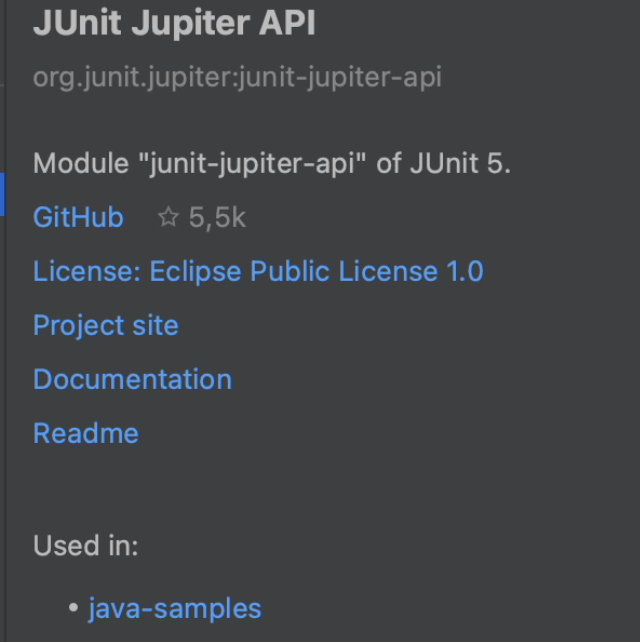 JUnit Jupiter API
org.junit.jupiter:junit-jupiter-api
Module "junit-jupiter-api" of JUnit 5.
GitHub ☆ 5,5k
License: Eclipse Public License 1.0
Project site
Documentation
Readme
Used in:
• java-samples